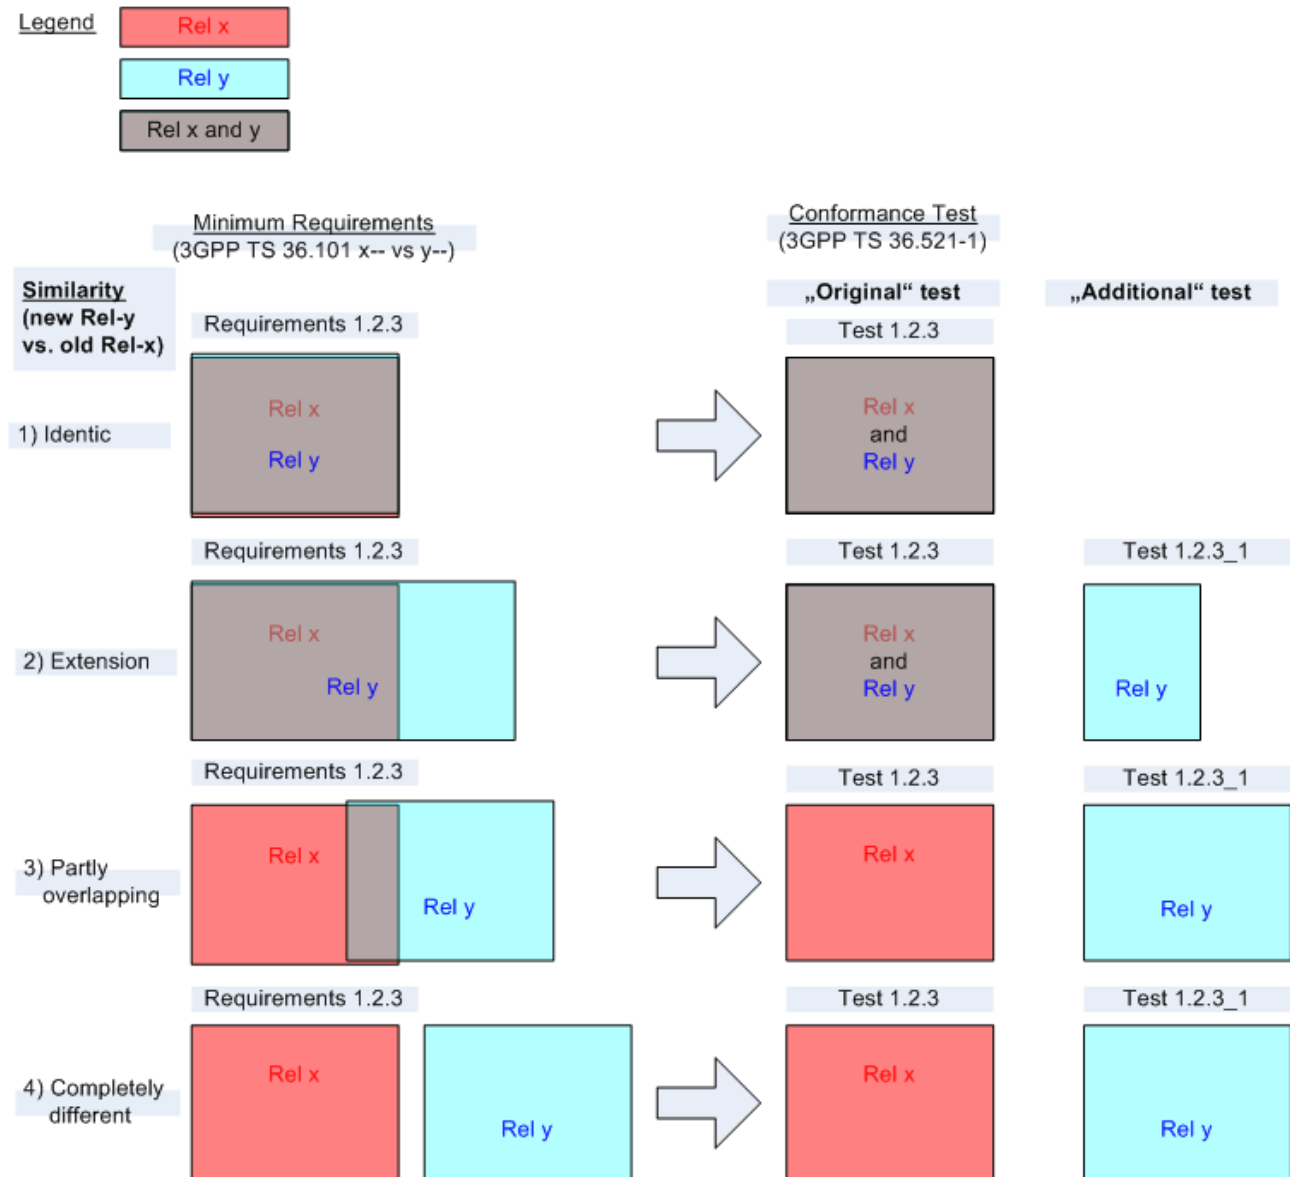 Legend
Rel x
Rel y
Rel x and y
Minimum Requirements
(3GPP TS 36.101 x-- vs y--)
Conformance Test
(3GPP TS 36.521-1)
Similarity
(new Rel-y
vs. old Rel-x)
„Original“ test
„Additional“ test
Requirements 1.2.3
Test 1.2.3
1) Identic
Rel x
Rel y
Rel x
and
Rel y
Requirements 1.2.3
Test 1.2.3
Test 1.2.3_1
2) Extension
Rel x
Rel y
Rel x
and
Rel y
Rel y
Requirements 1.2.3
Test 1.2.3
Test 1.2.3_1
3) Partly
overlapping
Rel x
Rel y
Rel x
Rel y
Requirements 1.2.3
Test 1.2.3
Test 1.2.3_1
4) Completely
different
Rel x
Rel y
Rel x
Rel y